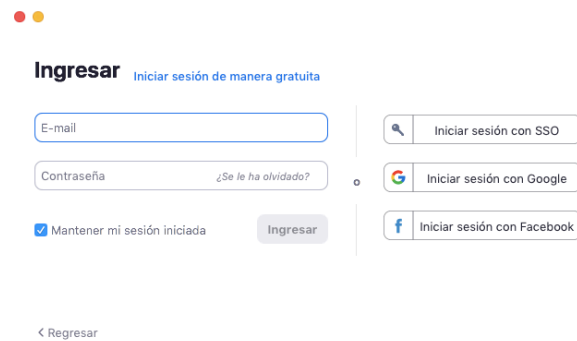 Ingresar Iniciar sesión de manera gratuita
E-mail
Contraseña ¿Se le ha olvidado?
Mantener mi sesión iniciada Ingresar
o
Iniciar sesión con SSO
Iniciar sesión con Google
Iniciar sesión con Facebook
Regresar